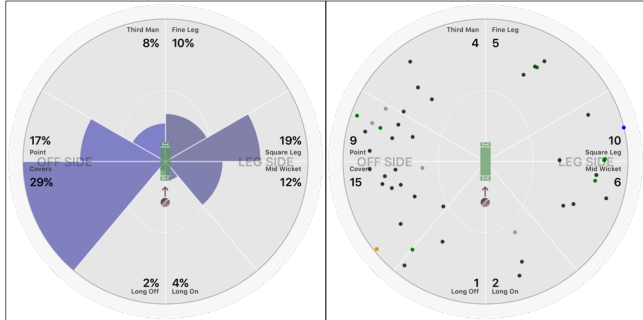 Third Man
8%
Fine Leg
10%
17%
Point
OFF SIDE
Covers
29%
19%
Square Leg
LEG SIDE
Mid Wicket
12%
2%
Long Off
4%
Long On
Third Man
4
Fine Leg
5
9
Point
OFF SIDE
Covers
15
10
Square Leg
LEG SIDE
Mid Wicket
6
1
Long Off
2
Long On